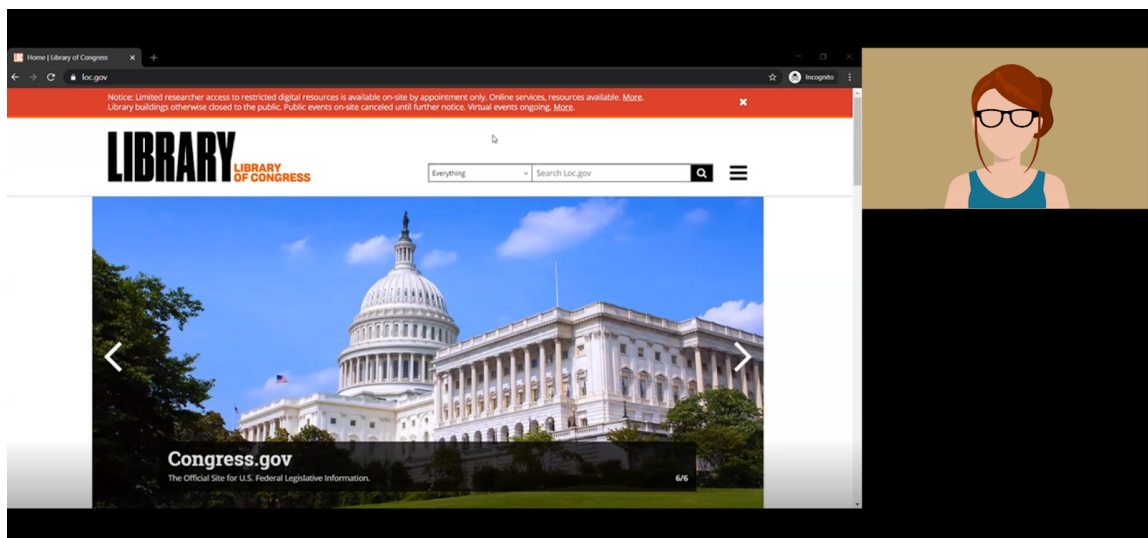 Home | Library of Congress
loc.gov
Incognito
Notice: Limited researcher access to restricted digital resources is available on-site by appointment only. Online services, resources available. More.
Library buildings otherwise closed to the public. Public events on-site canceled until further notice. Virtual events ongoing. More.
LIBRARY
LIBRARY
OF CONGRESS
Everything
Search Loc.gov
Congress.gov
The Official Site for U.S. Federal Legislative Information.
6/6